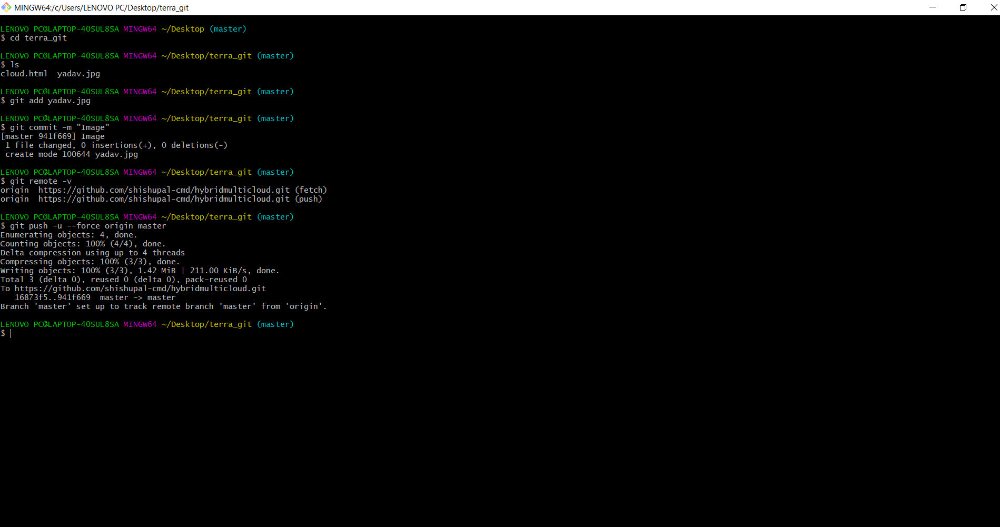 MINGW64:/c/Users/LENOVO PC/Desktop/terra_git
LENOVO PC@LAPTOP-4OSUL8SA MINGW64 ~/Desktop (master)
$ cd terra_git
LENOVO PC@LAPTOP-4OSUL8SA MINGW64 ~/Desktop/terra_git (master)
$ ls
cloud.html  yadav.jpg
LENOVO PC@LAPTOP-4OSUL8SA MINGW64 ~/Desktop/terra_git (master)
$ git add yadav.jpg
LENOVO PC@LAPTOP-4OSUL8SA MINGW64 ~/Desktop/terra_git (master)
$ git commit -m "Image"
[master 941f669] Image
 1 file changed, 0 insertions(+), 0 deletions(-)
 create mode 100644 yadav.jpg
LENOVO PC@LAPTOP-4OSUL8SA MINGW64 ~/Desktop/terra_git (master)
$ git remote -v
origin  https://github.com/shishupal-cmd/hybridmulticloud.git (fetch)
origin  https://github.com/shishupal-cmd/hybridmulticloud.git (push)
LENOVO PC@LAPTOP-4OSUL8SA MINGW64 ~/Desktop/terra_git (master)
$ git push -u --force origin master
Enumerating objects: 4, done.
Counting objects: 100% (4/4), done.
Delta compression using up to 4 threads
Compressing objects: 100% (3/3), done.
Writing objects: 100% (3/3), 1.42 MiB | 211.00 KiB/s, done.
Total 3 (delta 0), reused 0 (delta 0), pack-reused 0
To https://github.com/shishupal-cmd/hybridmulticloud.git
   16873f5..941f669  master -> master
Branch 'master' set up to track remote branch 'master' from 'origin'.
LENOVO PC@LAPTOP-4OSUL8SA MINGW64 ~/Desktop/terra_git (master)
$